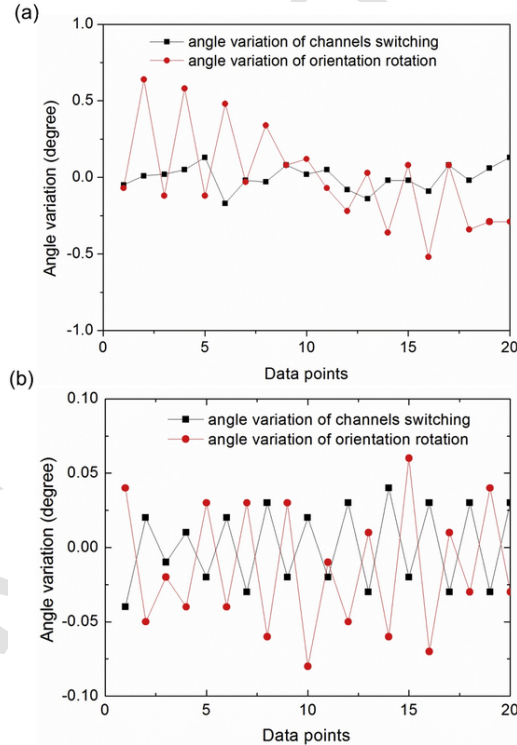 (a)
1.0
angle variation of channels switching
angle variation of orientation rotation
0.5
0.0
-0.5
-1.0
0 5 10 15 20
Angle variation (degree)
Data points
(b)
0.10
angle variation of channels switching
angle variation of orientation rotation
0.05
0.00
-0.05
-0.10
0 5 10 15 20
Angle variation (degree)
Data points